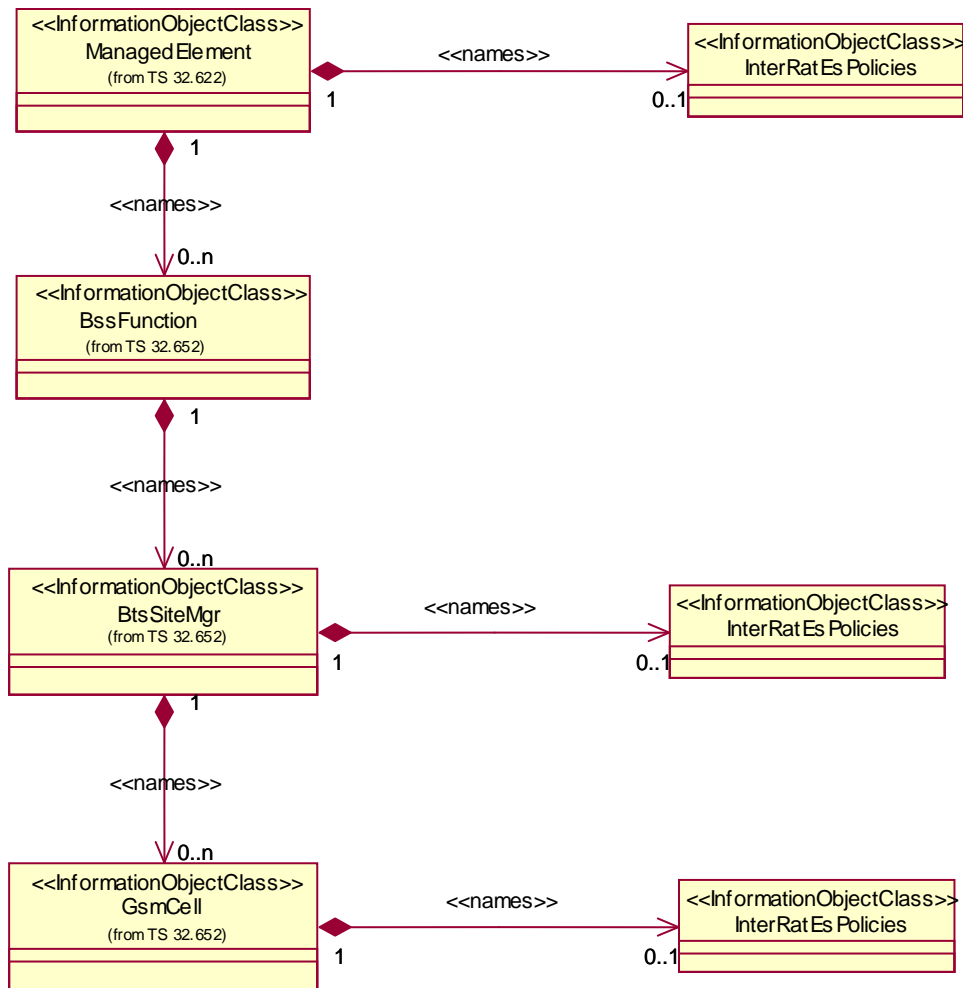 <<InformationObjectClass>>
ManagedElement
(from TS 32.622)
<<names>>
1
0..1
<<InformationObjectClass>>
InterRatEsPolicies
1
<<names>>
0..n
<<InformationObjectClass>>
BssFunction
(from TS 32.652)
1
<<names>>
0..n
<<InformationObjectClass>>
BtsSiteMgr
(from TS 32.652)
<<names>>
1
0..1
<<InformationObjectClass>>
InterRatEsPolicies
1
<<names>>
0..n
<<InformationObjectClass>>
GsmCell
(from TS 32.652)
<<names>>
1
0..1
<<InformationObjectClass>>
InterRatEsPolicies